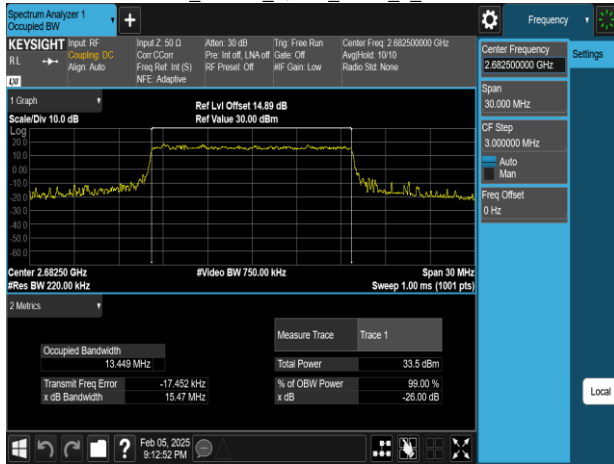 Spectrum Analyzer 1
Occupied BW
Frequency
KEYSIGHT
RL
LXI
Input: RF
Coupling: DC
Align: Auto
Input Z: 50 Ω
Corr CCorr
Freq Ref: Int (S)
NFE: Adaptive
Atten: 30 dB
Pre: Int off, LNA off
RF Preset: Off
Trig: Free Run
Gate: Off
#IF Gain: Low
Center Freq: 2.682500000 GHz
Avg|Hold: 10/10
Radio Std: None
Center Frequency
2.682500000 GHz
Settings
Span
30.000 MHz
CF Step
3.000000 MHz
Auto
Man
Freq Offset
0 Hz
Local
1 Graph
Scale/Div 10.0 dB
Ref Lvl Offset 14.89 dB
Ref Value 30.00 dBm
Log
20.0
10.0
0.00
-10.0
-20.0
-30.0
-40.0
-50.0
-60.0
Center 2.68250 GHz
#Res BW 220.00 kHz
#Video BW 750.00 kHz
Span 30 MHz
Sweep 1.00 ms (1001 pts)
2 Metrics
Measure Trace Trace 1
Occupied Bandwidth
13.449 MHz
Total Power 33.5 dBm
Transmit Freq Error -17.452 kHz
% of OBW Power 99.00 %
x dB Bandwidth 15.47 MHz
x dB -26.00 dB
?
Feb 05, 2025
9:12:52 PM